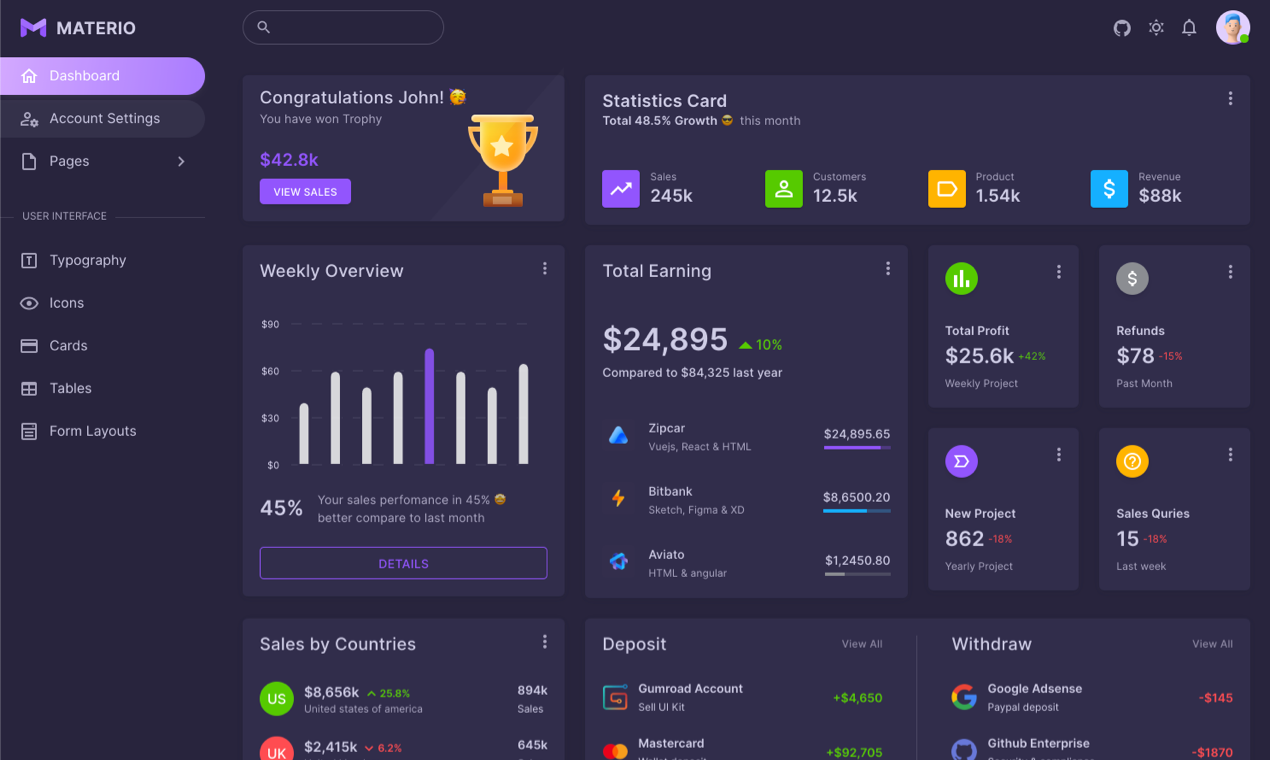 MATERIO
Dashboard
Account Settings
Pages
USER INTERFACE
Typography
Icons
Cards
Tables
Form Layouts
Congratulations John! 🥳
You have won Trophy
$42.8k
VIEW SALES
Statistics Card
Total 48.5% Growth 😎 this month
Sales
245k
Customers
12.5k
Product
1.54k
Revenue
$88k
Weekly Overview
$90
$60
$30
$0
45%
Your sales perfomance in 45% 🤩
better compare to last month
DETAILS
Total Earning
$24,895 10%
Compared to $84,325 last year
Zipcar
Vuejs, React & HTML
$24,895.65
Bitbank
Sketch, Figma & XD
$8,6500.20
Aviato
HTML & angular
$1,2450.80
Total Profit
$25.6k +42%
Weekly Project
Refunds
$78 -15%
Past Month
New Project
862 -18%
Yearly Project
Sales Quries
15 -18%
Last week
Sales by Countries
US
$8,656k 25.8%
United states of america
894k
Sales
UK
$2,415k 6.2%
645k
Deposit
View All
Gumroad Account
Sell UI Kit
+$4,650
Mastercard
Wallet deposit
+$92,705
Withdraw
View All
Google Adsense
Paypal deposit
-$145
Github Enterprise
Security & compliance
-$1870